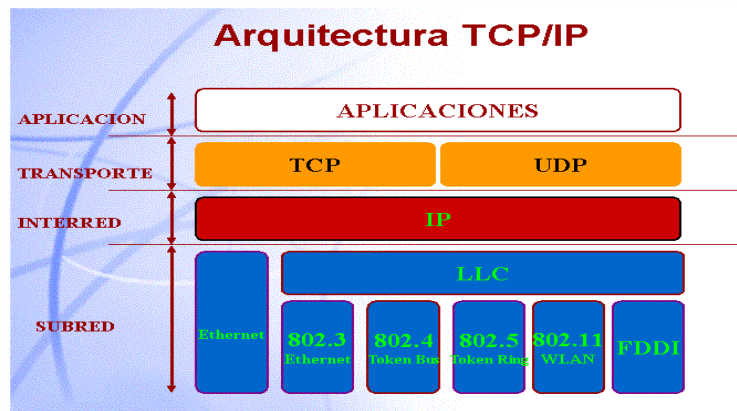 Arquitectura TCP/IP
APLICACION
APLICACIONES
TRANSPORTE
TCP
UDP
INTERRED
IP
SUBRED
LLC
Ethernet
802.3
Ethernet
802.4
Token Bus
802.5
Token Ring
802.11
WLAN
FDDI